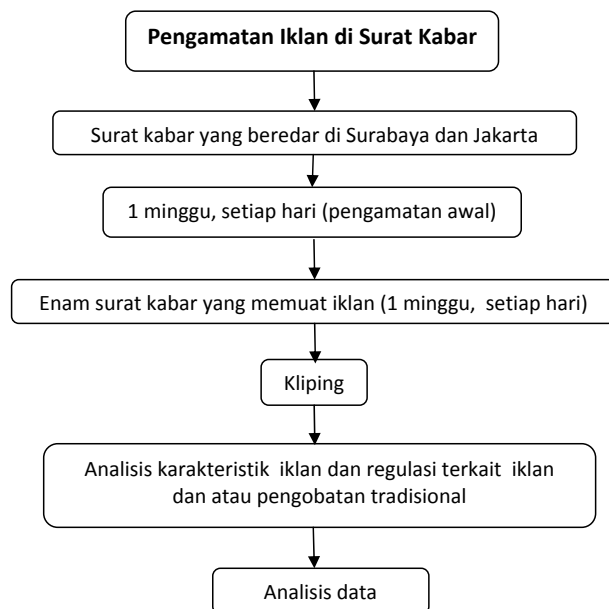 Pengamatan Iklan di Surat Kabar
Surat kabar yang beredar di Surabaya dan Jakarta
1 minggu, setiap hari (pengamatan awal)
Enam surat kabar yang memuat iklan (1 minggu, setiap hari)
Kliping
Analisis karakteristik iklan dan regulasi terkait iklan
dan atau pengobatan tradisional
Analisis data